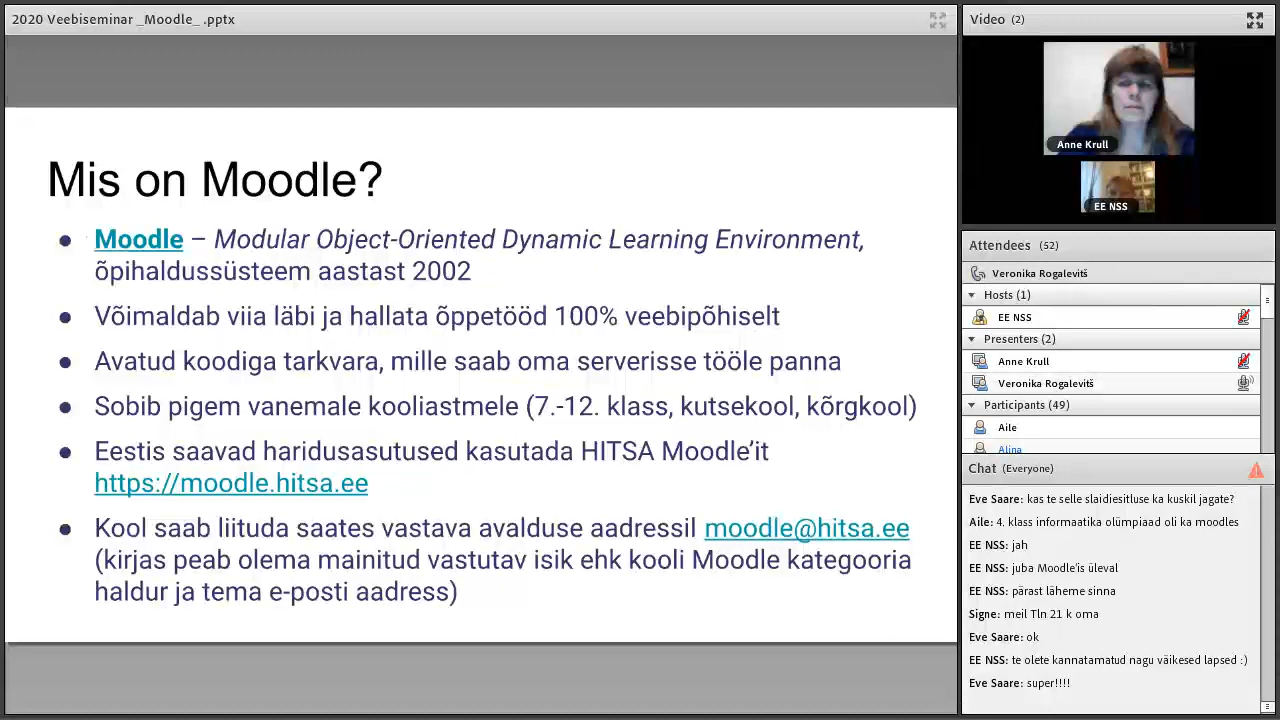 2020 Veebiseminar _Moodle_ .pptx
Mis on Moodle?
● Moodle – Modular Object-Oriented Dynamic Learning Environment,
õpihaldussüsteem aastast 2002
● Võimaldab viia läbi ja hallata õppetööd 100% veebipõhiselt
● Avatud koodiga tarkvara, mille saab oma serverisse tööle panna
● Sobib pigem vanemale kooliastmele (7.-12. klass, kutsekool, kõrgkool)
● Eestis saavad haridusasutused kasutada HITSA Moodle’it
https://moodle.hitsa.ee
● Kool saab liituda saates vastava avalduse aadressil moodle@hitsa.ee
(kirjas peab olema mainitud vastutav isik ehk kooli Moodle kategooria
haldur ja tema e-posti aadress)
Video (2)
Anne Krull
EE NSS
Attendees (52)
Veronika Rogalevitš
Hosts (1)
EE NSS
Presenters (2)
Anne Krull
Veronika Rogalevitš
Participants (49)
Aile
Alina
Chat (Everyone)
Eve Saare: kas te selle slaidiesitluse ka kuskil jagate?
Aile: 4. klass informaatika olümpiaad oli ka moodles
EE NSS: jah
EE NSS: juba Moodle'is üleval
EE NSS: pärast läheme sinna
Signe: meil Tln 21 k oma
Eve Saare: ok
EE NSS: te olete kannatamatud nagu väikesed lapsed :)
Eve Saare: super!!!!